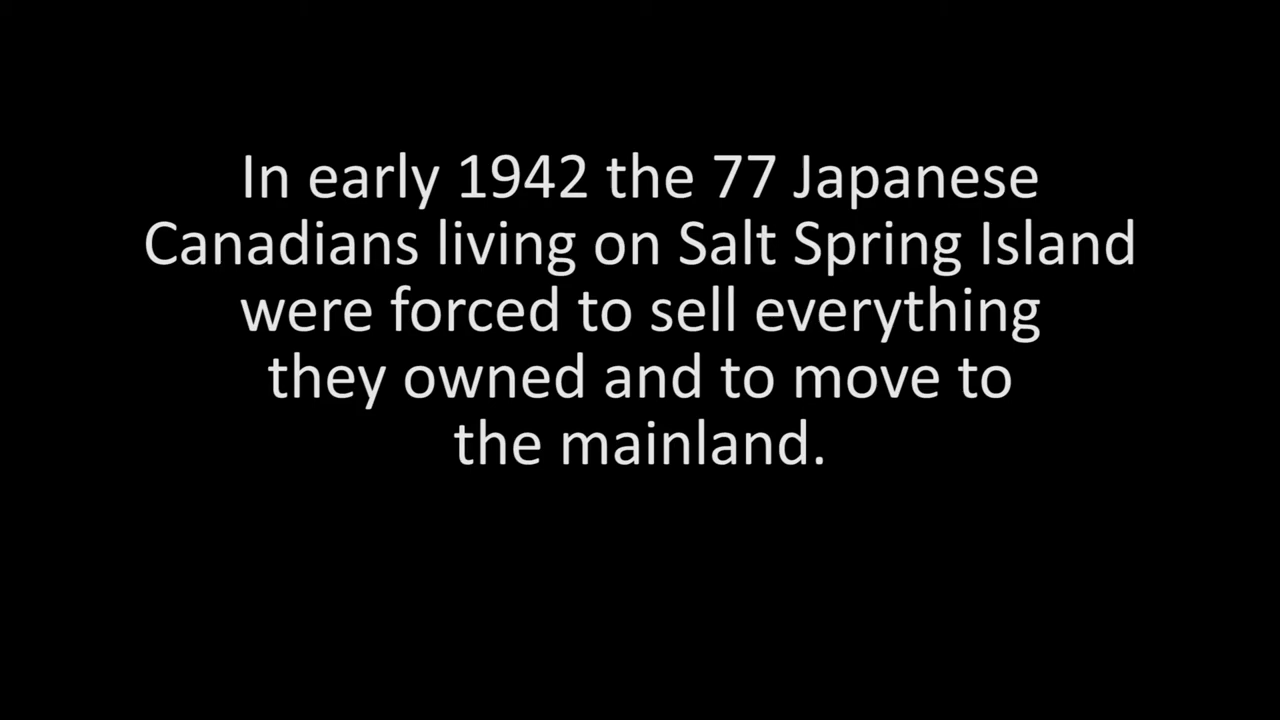 In early 1942 the 77 Japanese
Canadians living on Salt Spring Island
were forced to sell everything
they owned and to move to
the mainland.